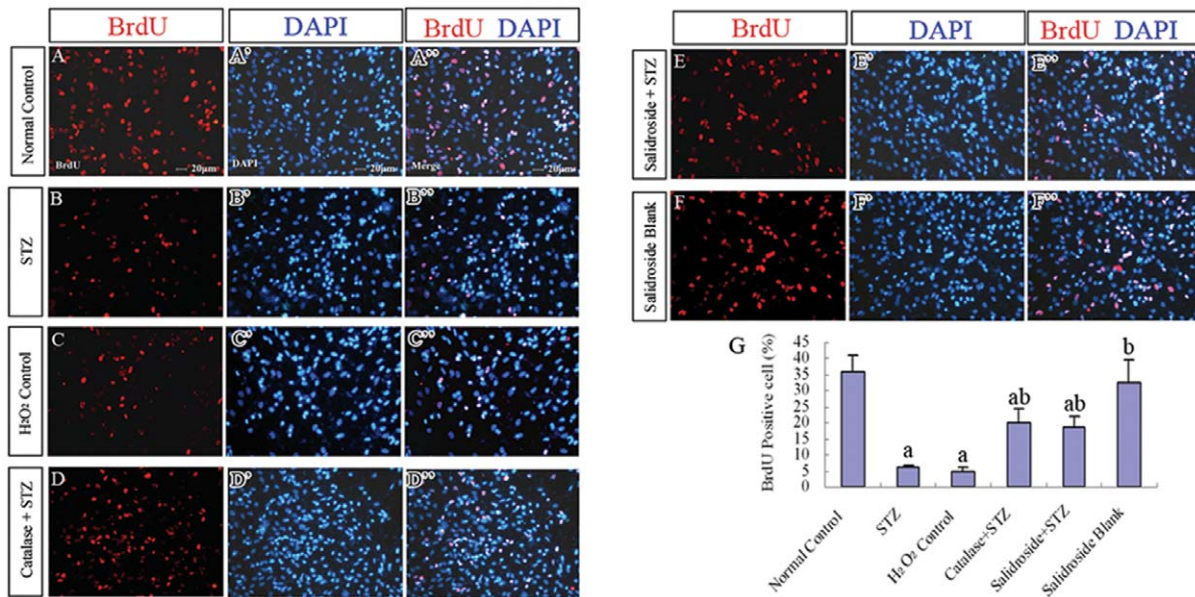 BrdU DAPI BrdU DAPI
Normal Control
A A' A''
BrdU 20µm DAPI 20µm Merge 20µm
STZ
B B' B''
H2O2 Control
C C' C''
Catalase + STZ
D D' D''
BrdU DAPI BrdU DAPI
Salidroside + STZ
E E' E''
Salidroside Blank
F F' F''
G
BrdU Positive cell (%)
45
40
35
30
25
20
15
10
5
0
a a ab ab b
Normal Control
STZ
H2O2 Control
Catalase+STZ
Salidroside+STZ
Salidroside Blank